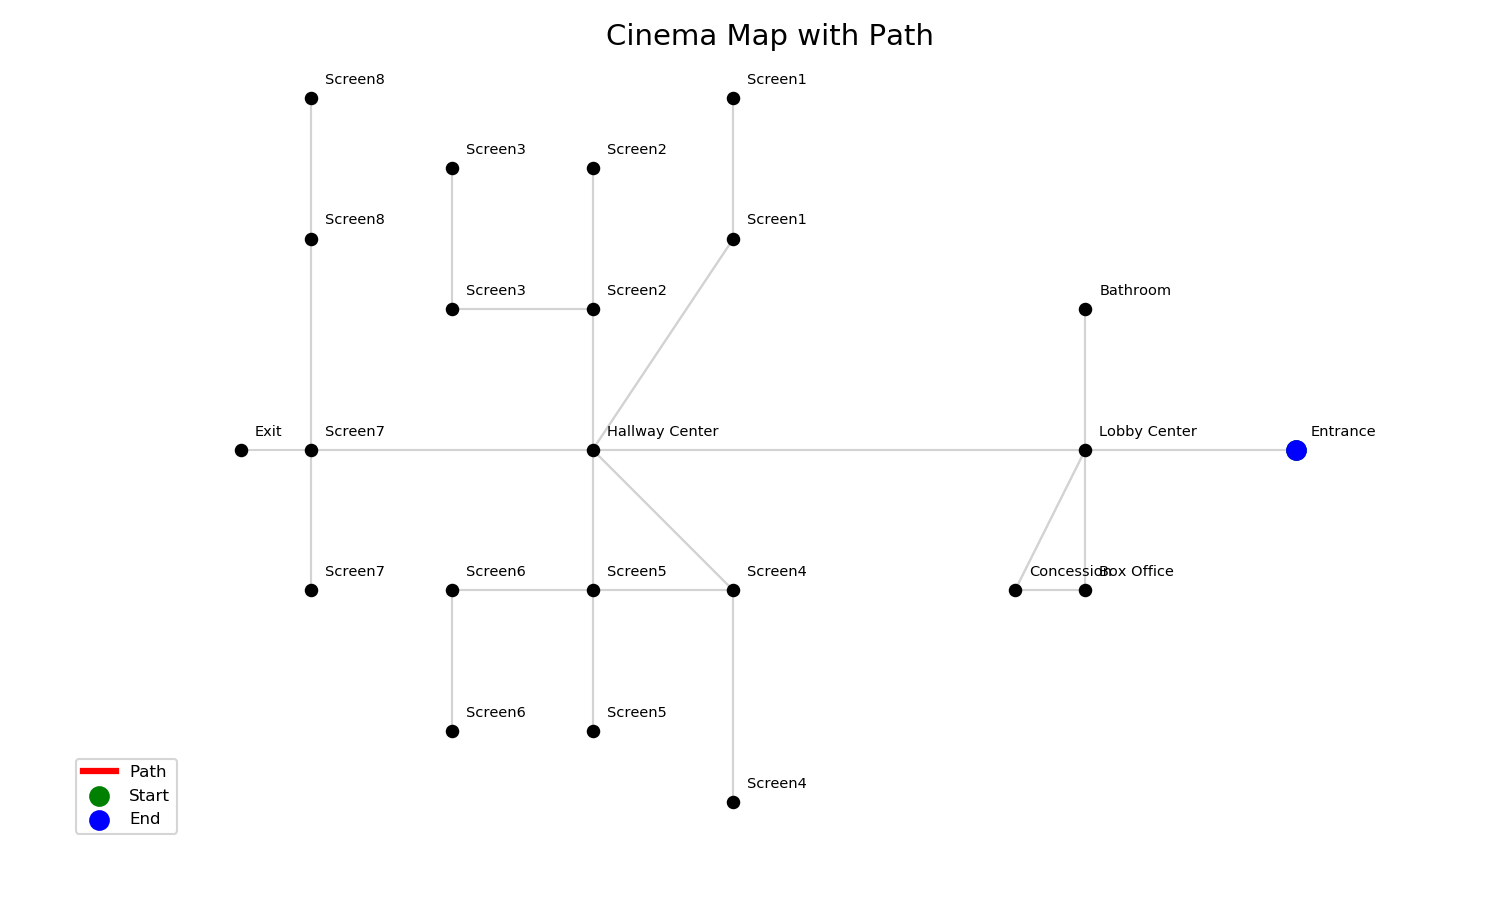 Cinema Map with Path
Screen8
Screen1
Screen3
Screen2
Screen8
Screen1
Screen3
Screen2
Bathroom
Exit
Screen7
Hallway Center
Lobby Center
Entrance
Screen7
Screen6
Screen5
Screen4
Concession
Box Office
Screen6
Screen5
Screen4
Path
Start
End